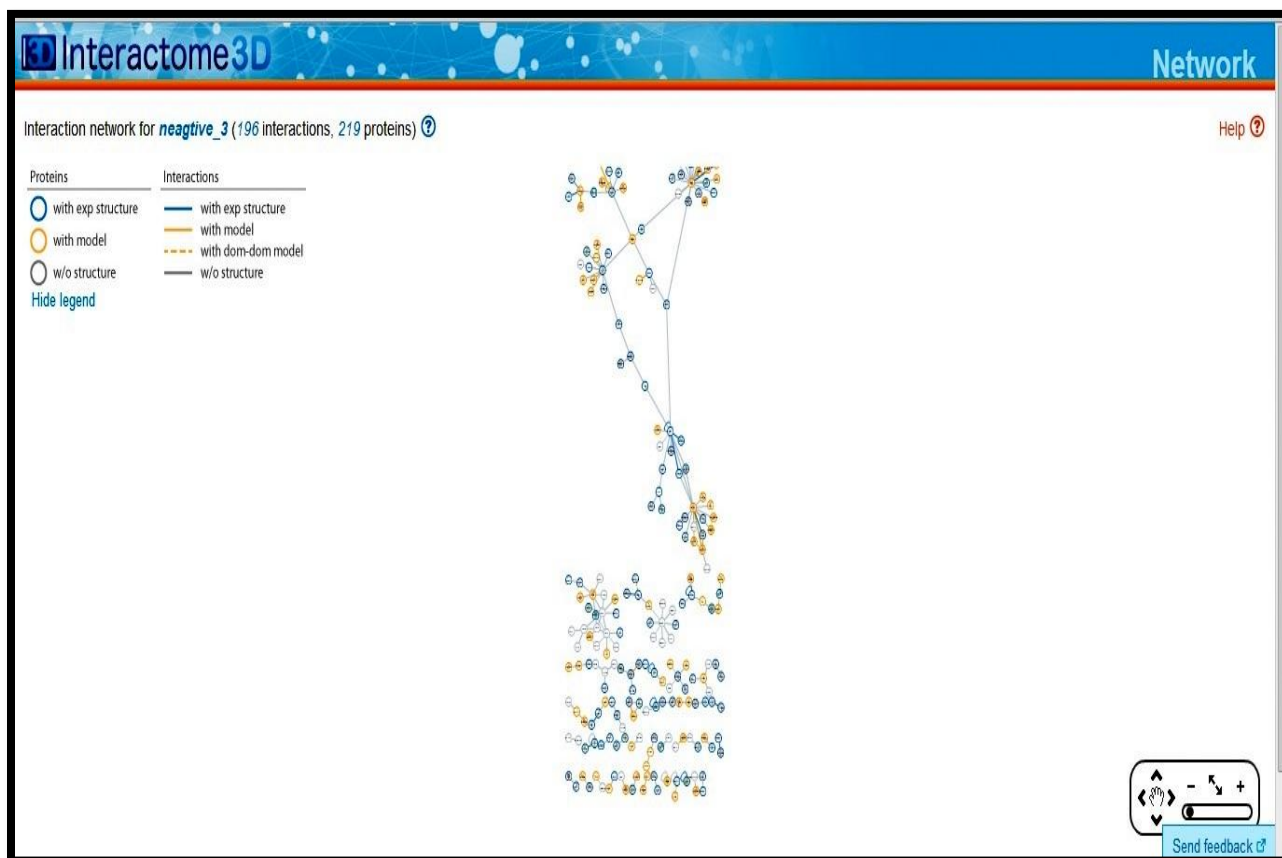 Interactome3D
Network
Interaction network for neagtive_3 (196 interactions, 219 proteins) ?
Help ?
Proteins
Interactions
with exp structure
with exp structure
with model
with model
with dom-dom model
w/o structure
w/o structure
Hide legend
Send feedback